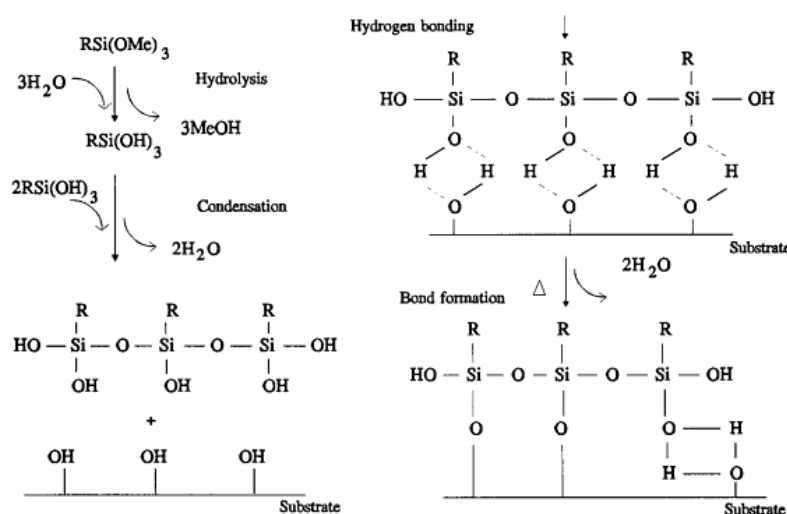 RSi(OMe)3
3H2O
Hydrolysis
3MeOH
RSi(OH)3
2RSi(OH)3
Condensation
2H2O
R R R
HO — Si — O — Si — O — Si — OH
OH OH OH
+
OH OH OH
Substrate
Hydrogen bonding
R R R
HO — Si — O — Si — O — Si — OH
O O O
H H H H H H
O O O
Substrate
2H2O
Bond formation Δ
R R R
HO — Si — O — Si — O — Si — OH
O O O — H
H — O
Substrate